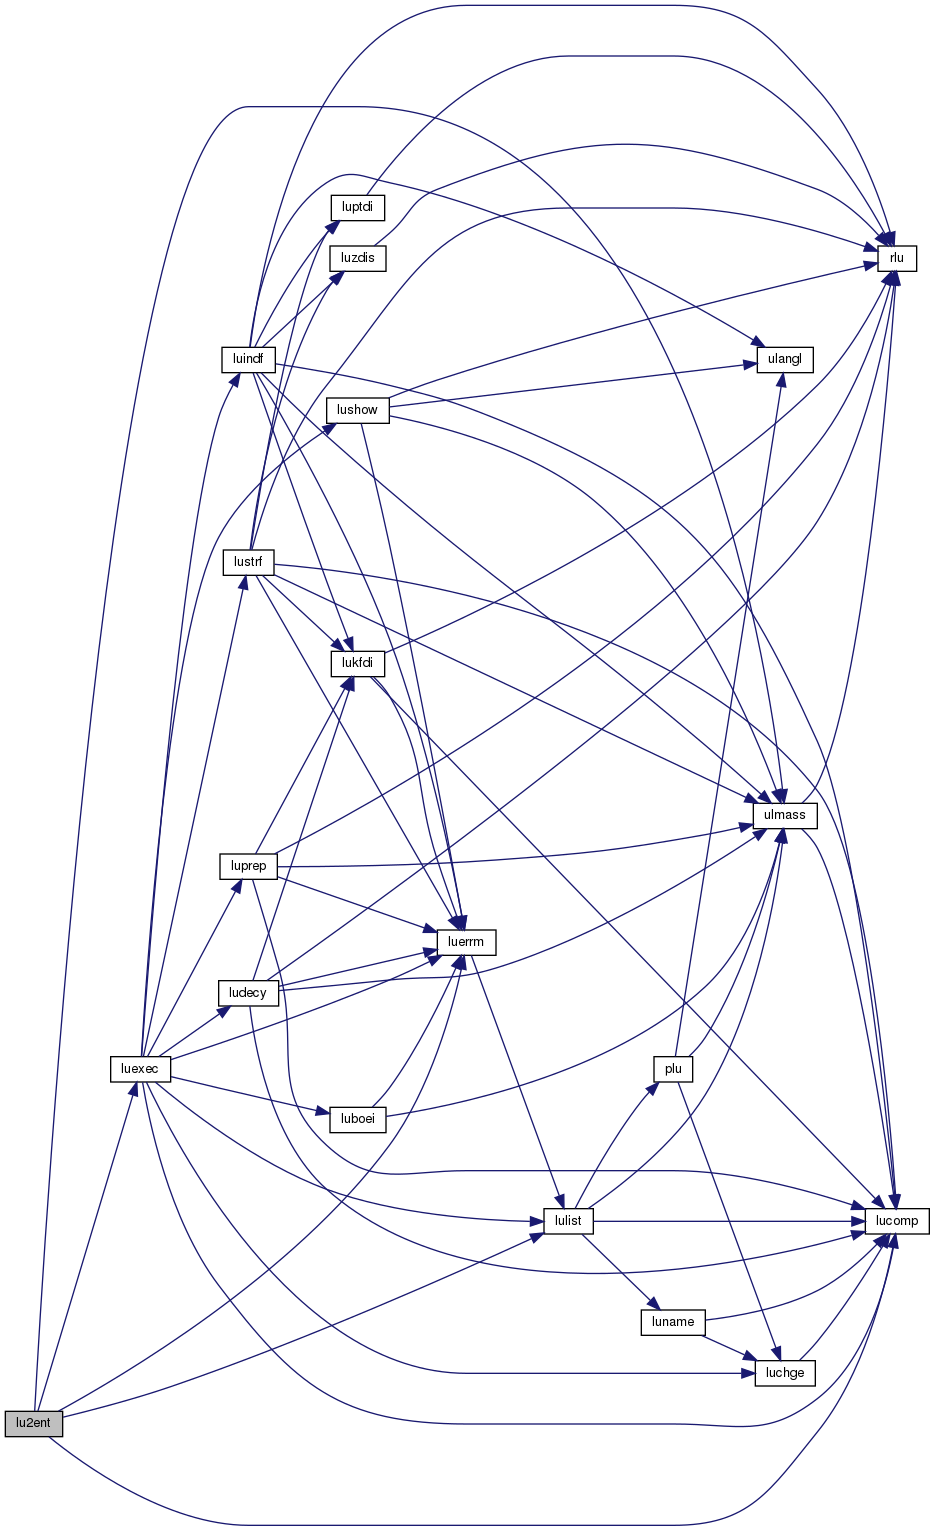 luptdi
luzdis
rlu
luindf
ulangl
lushow
lustrf
lukfdi
ulmass
luprep
luerrm
ludecy
luexec
plu
luboei
lulist
lucomp
luname
luchge
lu2ent